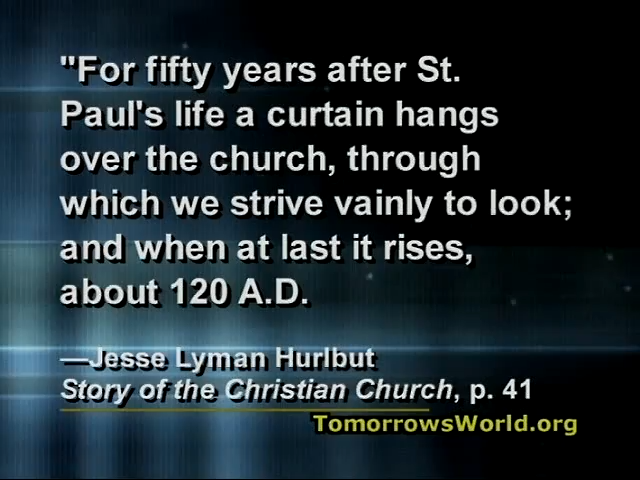 "For fifty years after St.
Paul's life a curtain hangs
over the church, through
which we strive vainly to look;
and when at last it rises,
about 120 A.D.
—Jesse Lyman Hurlbut
Story of the Christian Church, p. 41
TomorrowsWorld.org